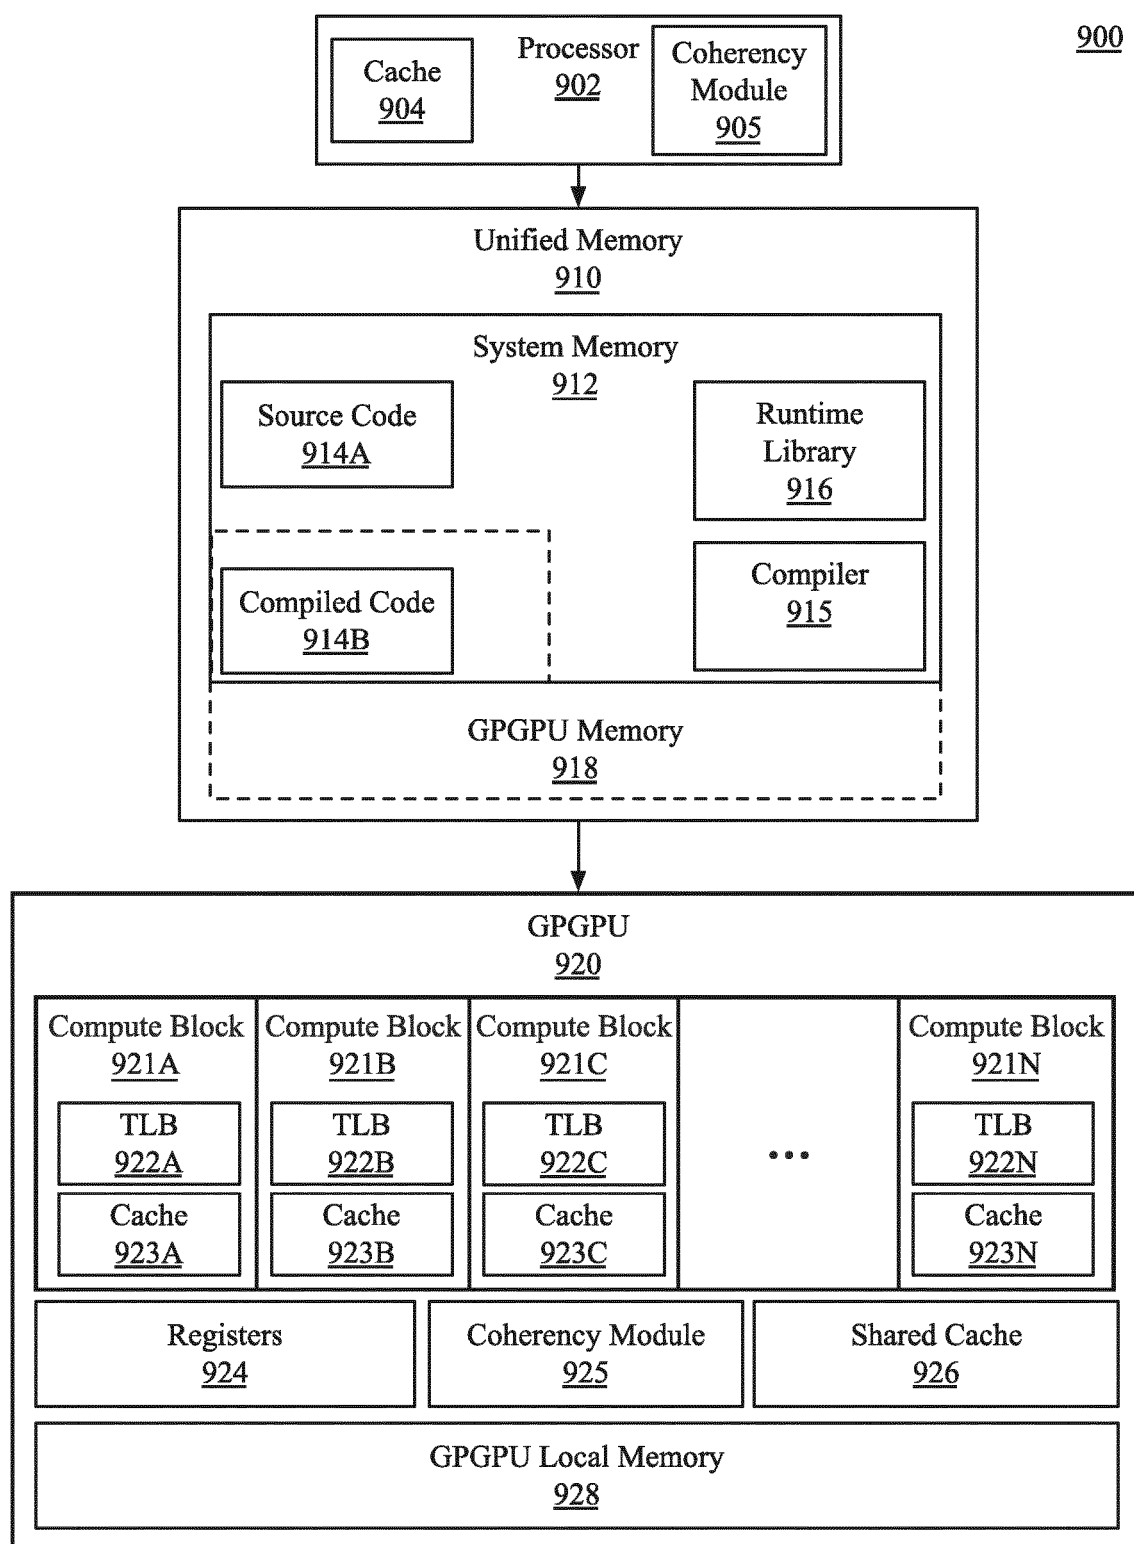 900
Processor
902
Cache
904
Coherency
Module
905
Unified Memory
910
System Memory
912
Source Code
914A
Runtime
Library
916
Compiled Code
914B
Compiler
915
GPGPU Memory
918
GPGPU
920
Compute Block
921A
TLB
922A
Cache
923A
Compute Block
921B
TLB
922B
Cache
923B
Compute Block
921C
TLB
922C
Cache
923C
...
Compute Block
921N
TLB
922N
Cache
923N
Registers
924
Coherency Module
925
Shared Cache
926
GPGPU Local Memory
928